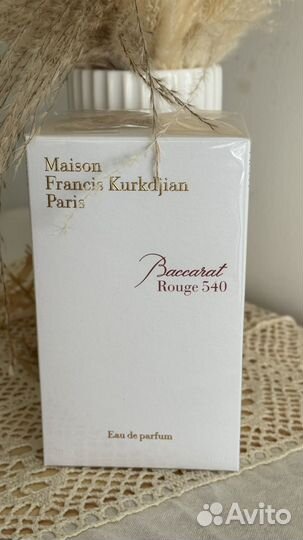 Maison
Francis Kurkdjian
Paris
Baccarat
Rouge 540
Eau de parfum
Avito